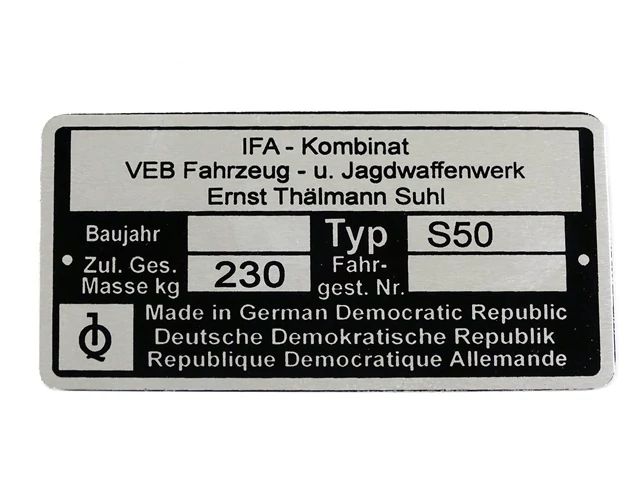 IFA - Kombinat
VEB Fahrzeug - u. Jagdwaffenwerk
Ernst Thälmann Suhl
Baujahr Typ S50
Zul. Ges. Masse kg 230 Fahr- gest. Nr.
1Q
Made in German Democratic Republic
Deutsche Demokratische Republik
Republique Democratique Allemande